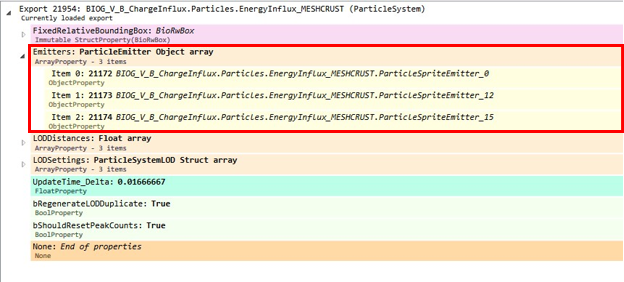 Export 21954: BIOG_V_B_ChargeInflux.Particles.EnergyInflux_MESHCRUST (ParticleSystem)
Currently loaded export
FixedRelativeBoundingBox: BioRwBox
Immutable StructProperty(BioRwBox)
Emitters: ParticleEmitter Object array
ArrayProperty - 3 items
Item 0: 21172 BIOG_V_B_ChargeInflux.Particles.EnergyInflux_MESHCRUST.ParticleSpriteEmitter_0
ObjectProperty
Item 1: 21173 BIOG_V_B_ChargeInflux.Particles.EnergyInflux_MESHCRUST.ParticleSpriteEmitter_12
ObjectProperty
Item 2: 21174 BIOG_V_B_ChargeInflux.Particles.EnergyInflux_MESHCRUST.ParticleSpriteEmitter_15
ObjectProperty
LODDistances: Float array
ArrayProperty - 3 items
LODSettings: ParticleSystemLOD Struct array
ArrayProperty - 3 items
UpdateTime_Delta: 0.01666667
FloatProperty
bRegenerateLODDuplicate: True
BoolProperty
bShouldResetPeakCounts: True
BoolProperty
None: End of properties
None